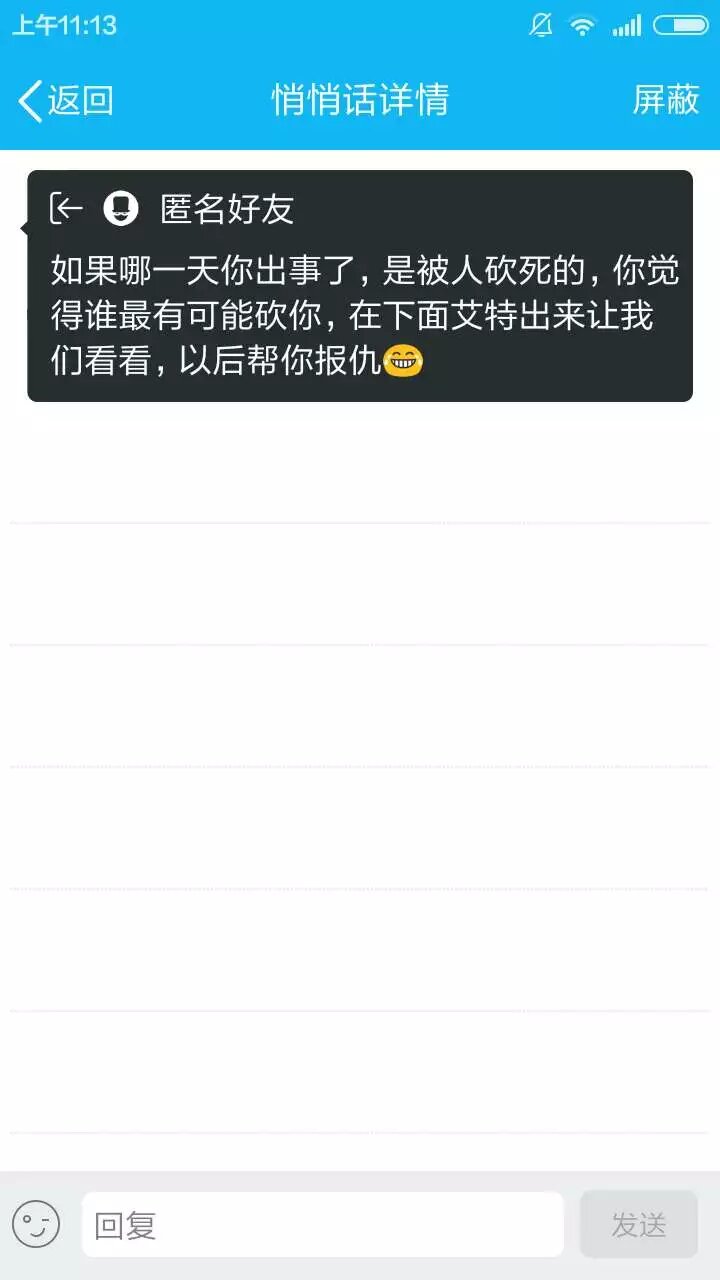 上午11:13
返回 悄悄话详情 屏蔽
匿名好友
如果哪一天你出事了,是被人砍死的,你觉
得谁最有可能砍你,在下面艾特出来让我
们看看,以后帮你报仇😂
回复 发送